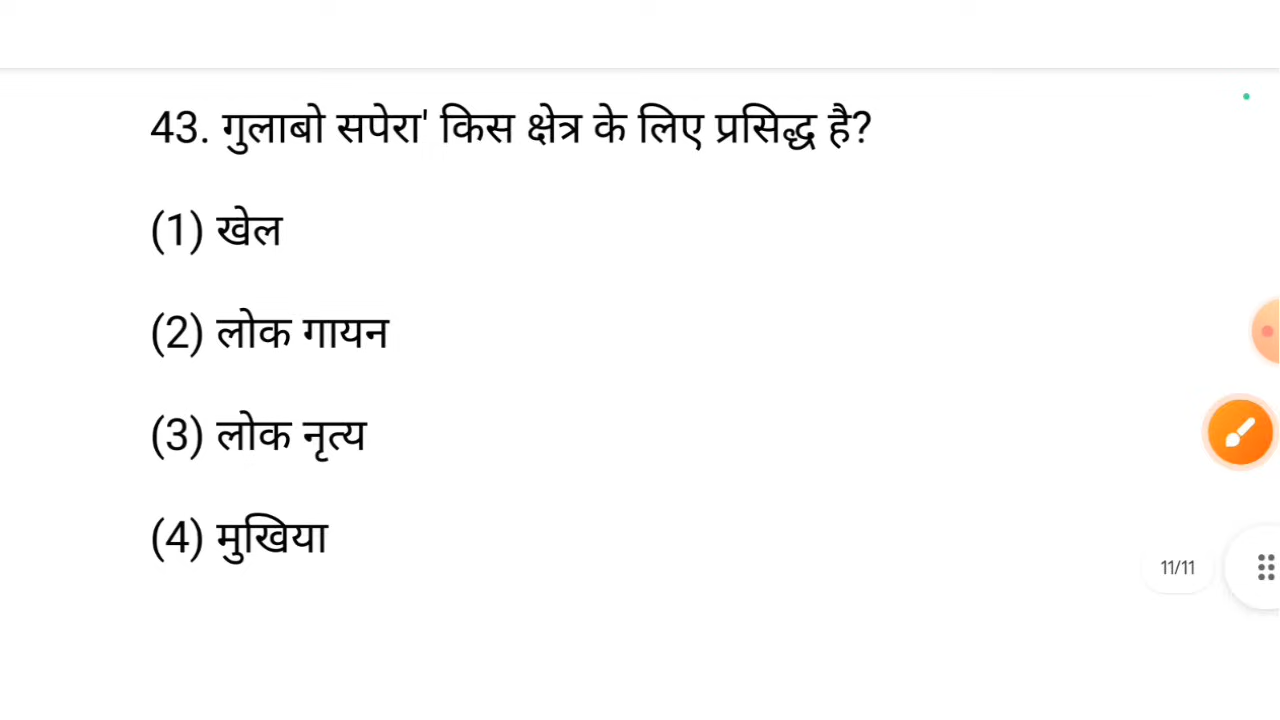 43. गुलाबो सपेरा' किस क्षेत्र के लिए प्रसिद्ध है?
(1) खेल
(2) लोक गायन
(3) लोक नृत्य
(4) मुखिया
11/11